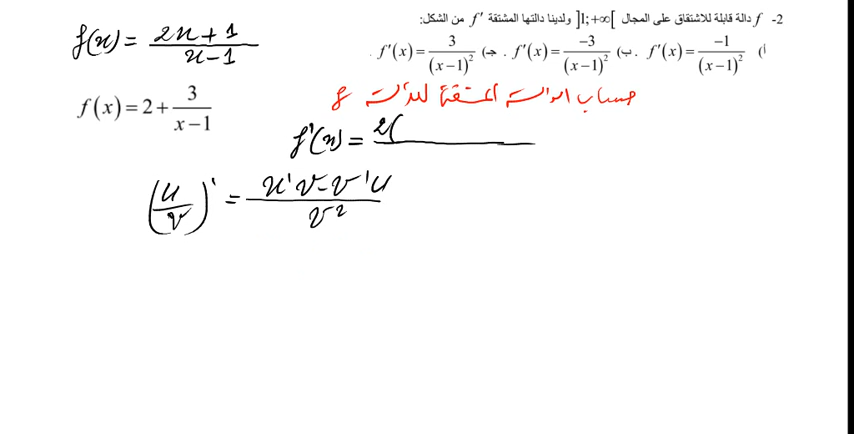 2- f دالة قابلة للاشتقاق على المجال ]1;+∞[ ولدينا دالتها المشتقة f' من الشكل:
أ) f'(x) = -1/(x-1)² ب) f'(x) = -3/(x-1)² . ج) f'(x) = 3/(x-1)² .
f(x) = 2x+1/x-1
f(x) = 2 + 3/x-1
حساب الدالة المشتقة للدالة f
f'(x) = 2(
(u/v)' = u'v-v'u/v²